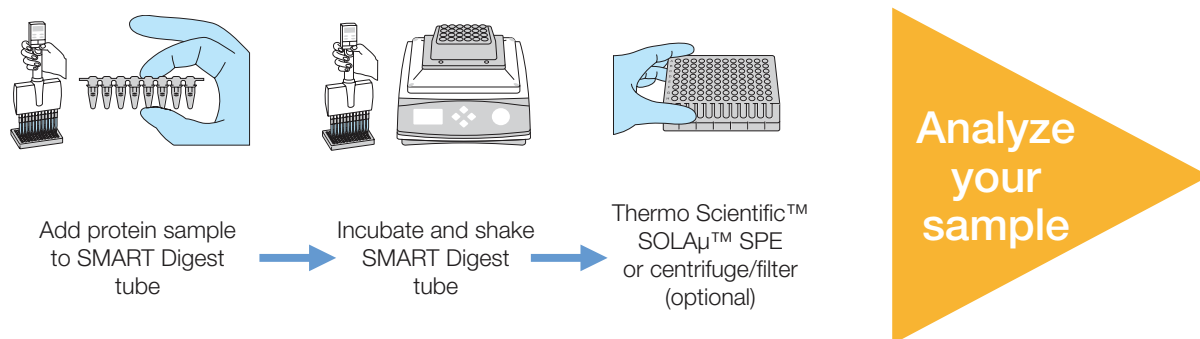 Add protein sample
to SMART Digest
tube
Incubate and shake
SMART Digest
tube
Thermo Scientific™
SOLAµ™ SPE
or centrifuge/filter
(optional)
Analyze
your
sample